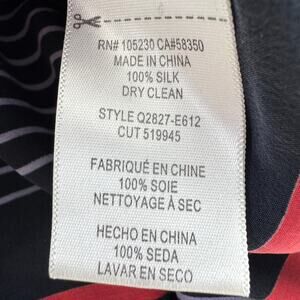 RN# 105230 CA#58350
MADE IN CHINA
100% SILK
DRY CLEAN
STYLE Q2827-E612
CUT 519945
FABRIQUÉ EN CHINE
100% SOIE
NETTOYAGE À SEC
HECHO EN CHINA
100% SEDA
LAVAR EN SECO